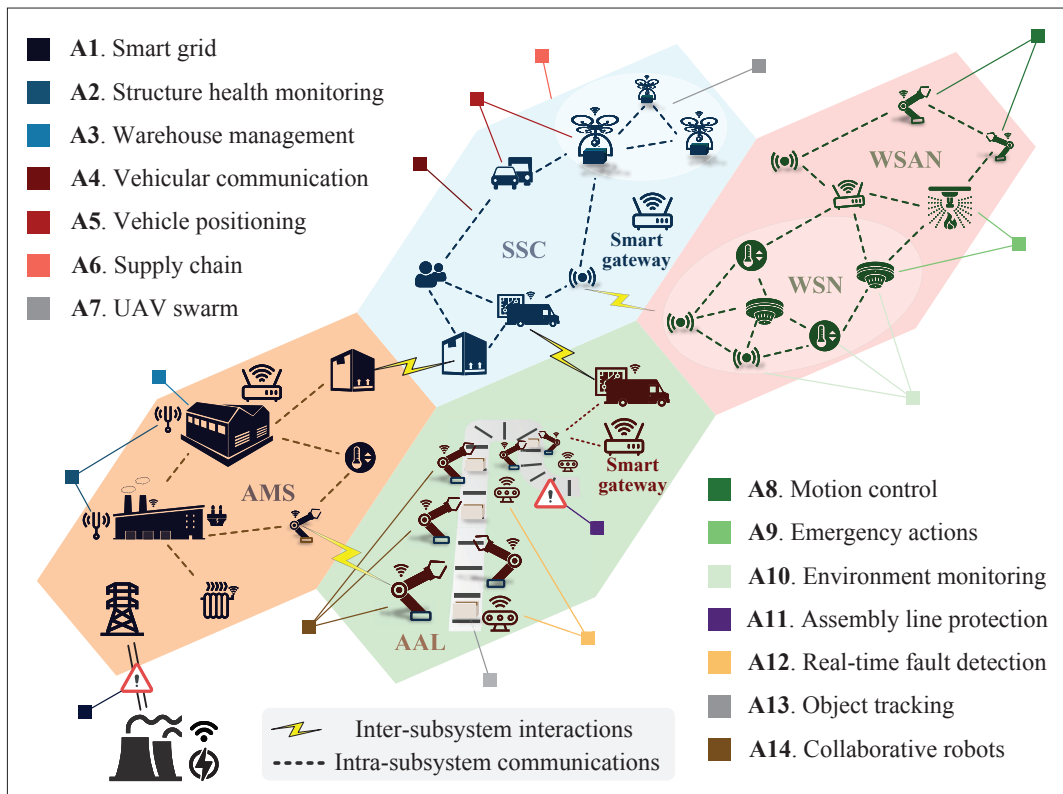 A1. Smart grid
A2. Structure health monitoring
A3. Warehouse management
A4. Vehicular communication
A5. Vehicle positioning
A6. Supply chain
A7. UAV swarm
SSC
Smart
gateway
WSAN
WSN
AMS
Smart
gateway
AAL
A8. Motion control
A9. Emergency actions
A10. Environment monitoring
A11. Assembly line protection
A12. Real-time fault detection
A13. Object tracking
A14. Collaborative robots
Inter-subsystem interactions
Intra-subsystem communications